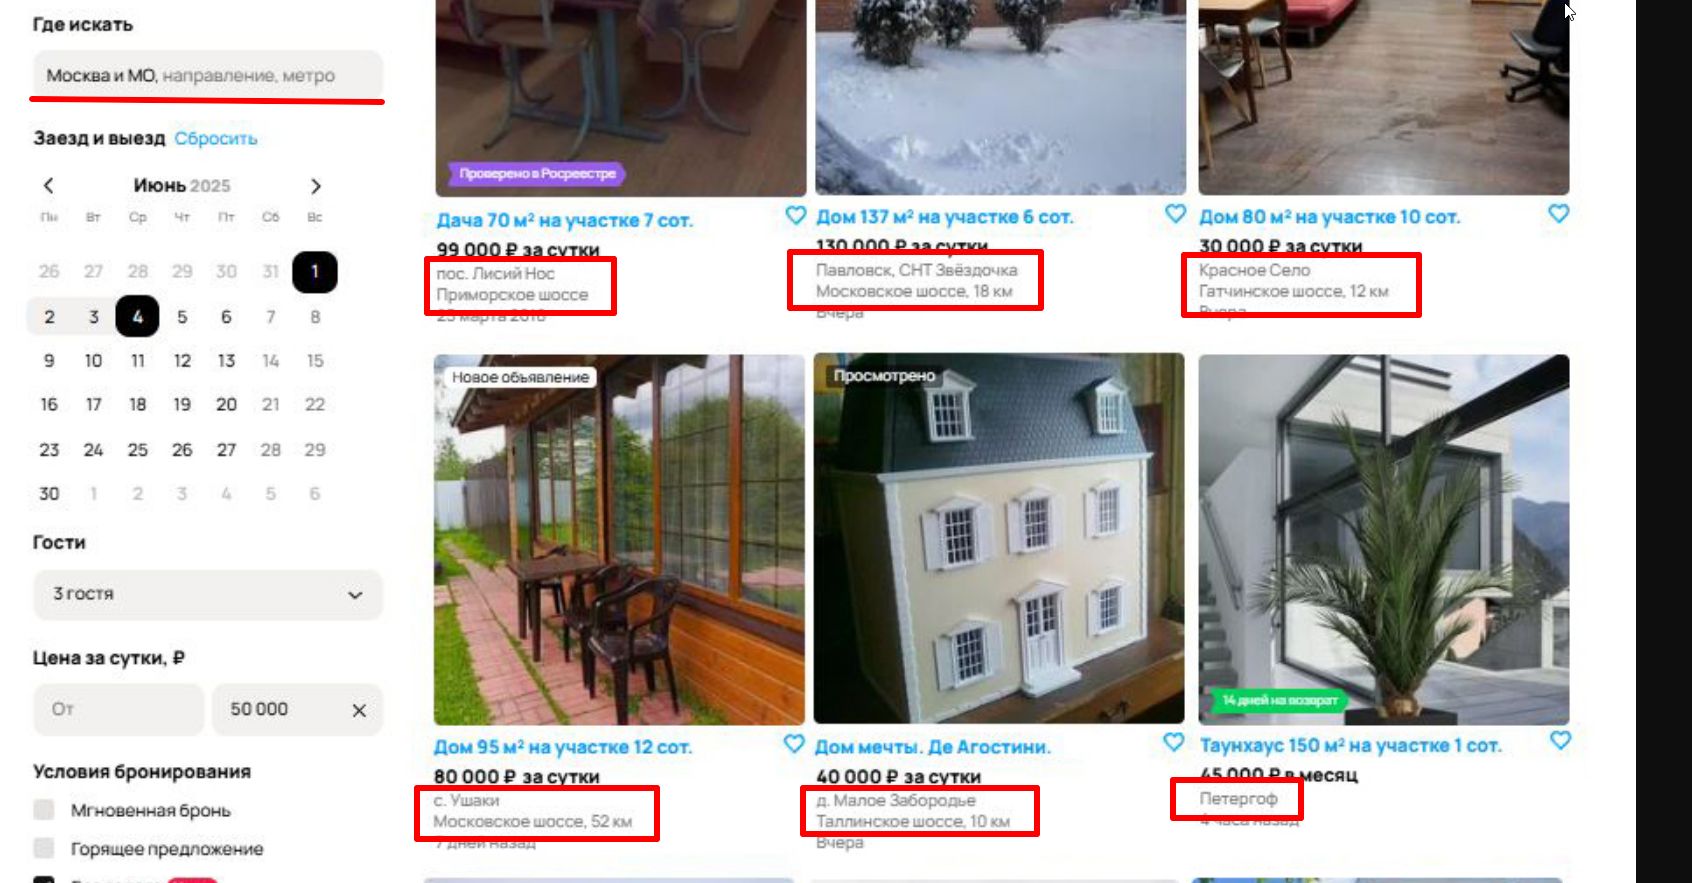 Где искать
Москва и МО, направление, метро
Заезд и выезд Сбросить
Июнь 2025
Пн Вт Ср Чт Пт Сб Вс
26 27 28 29 30 31 1
2 3 4 5 6 7 8
9 10 11 12 13 14 15
16 17 18 19 20 21 22
23 24 25 26 27 28 29
30 1 2 3 4 5 6
Гости
3 гостя
Цена за сутки, ₽
От
50 000
Условия бронирования
Мгновенная бронь
Горящее предложение
Проверено в Росреестре
Дача 70 м² на участке 7 сот.
99 000 ₽ за сутки
пос. Лисий Нос
Приморское шоссе
Дом 137 м² на участке 6 сот.
130 000 ₽ за сутки
Павловск, СНТ Звёздочка
Московское шоссе, 18 км
Вчера
Дом 80 м² на участке 10 сот.
30 000 ₽ за сутки
Красное Село
Гатчинское шоссе, 12 км
Вчера
Новое объявление
Дом 95 м² на участке 12 сот.
80 000 ₽ за сутки
с. Ушаки
Московское шоссе, 52 км
7 дней назад
Просмотрено
Дом мечты. Де Агостини.
40 000 ₽ за сутки
д. Малое Забородье
Таллинское шоссе, 10 км
Вчера
14 дней на возврат
Таунхаус 150 м² на участке 1 сот.
45 000 ₽ в месяц
Петергоф
4 часа назад